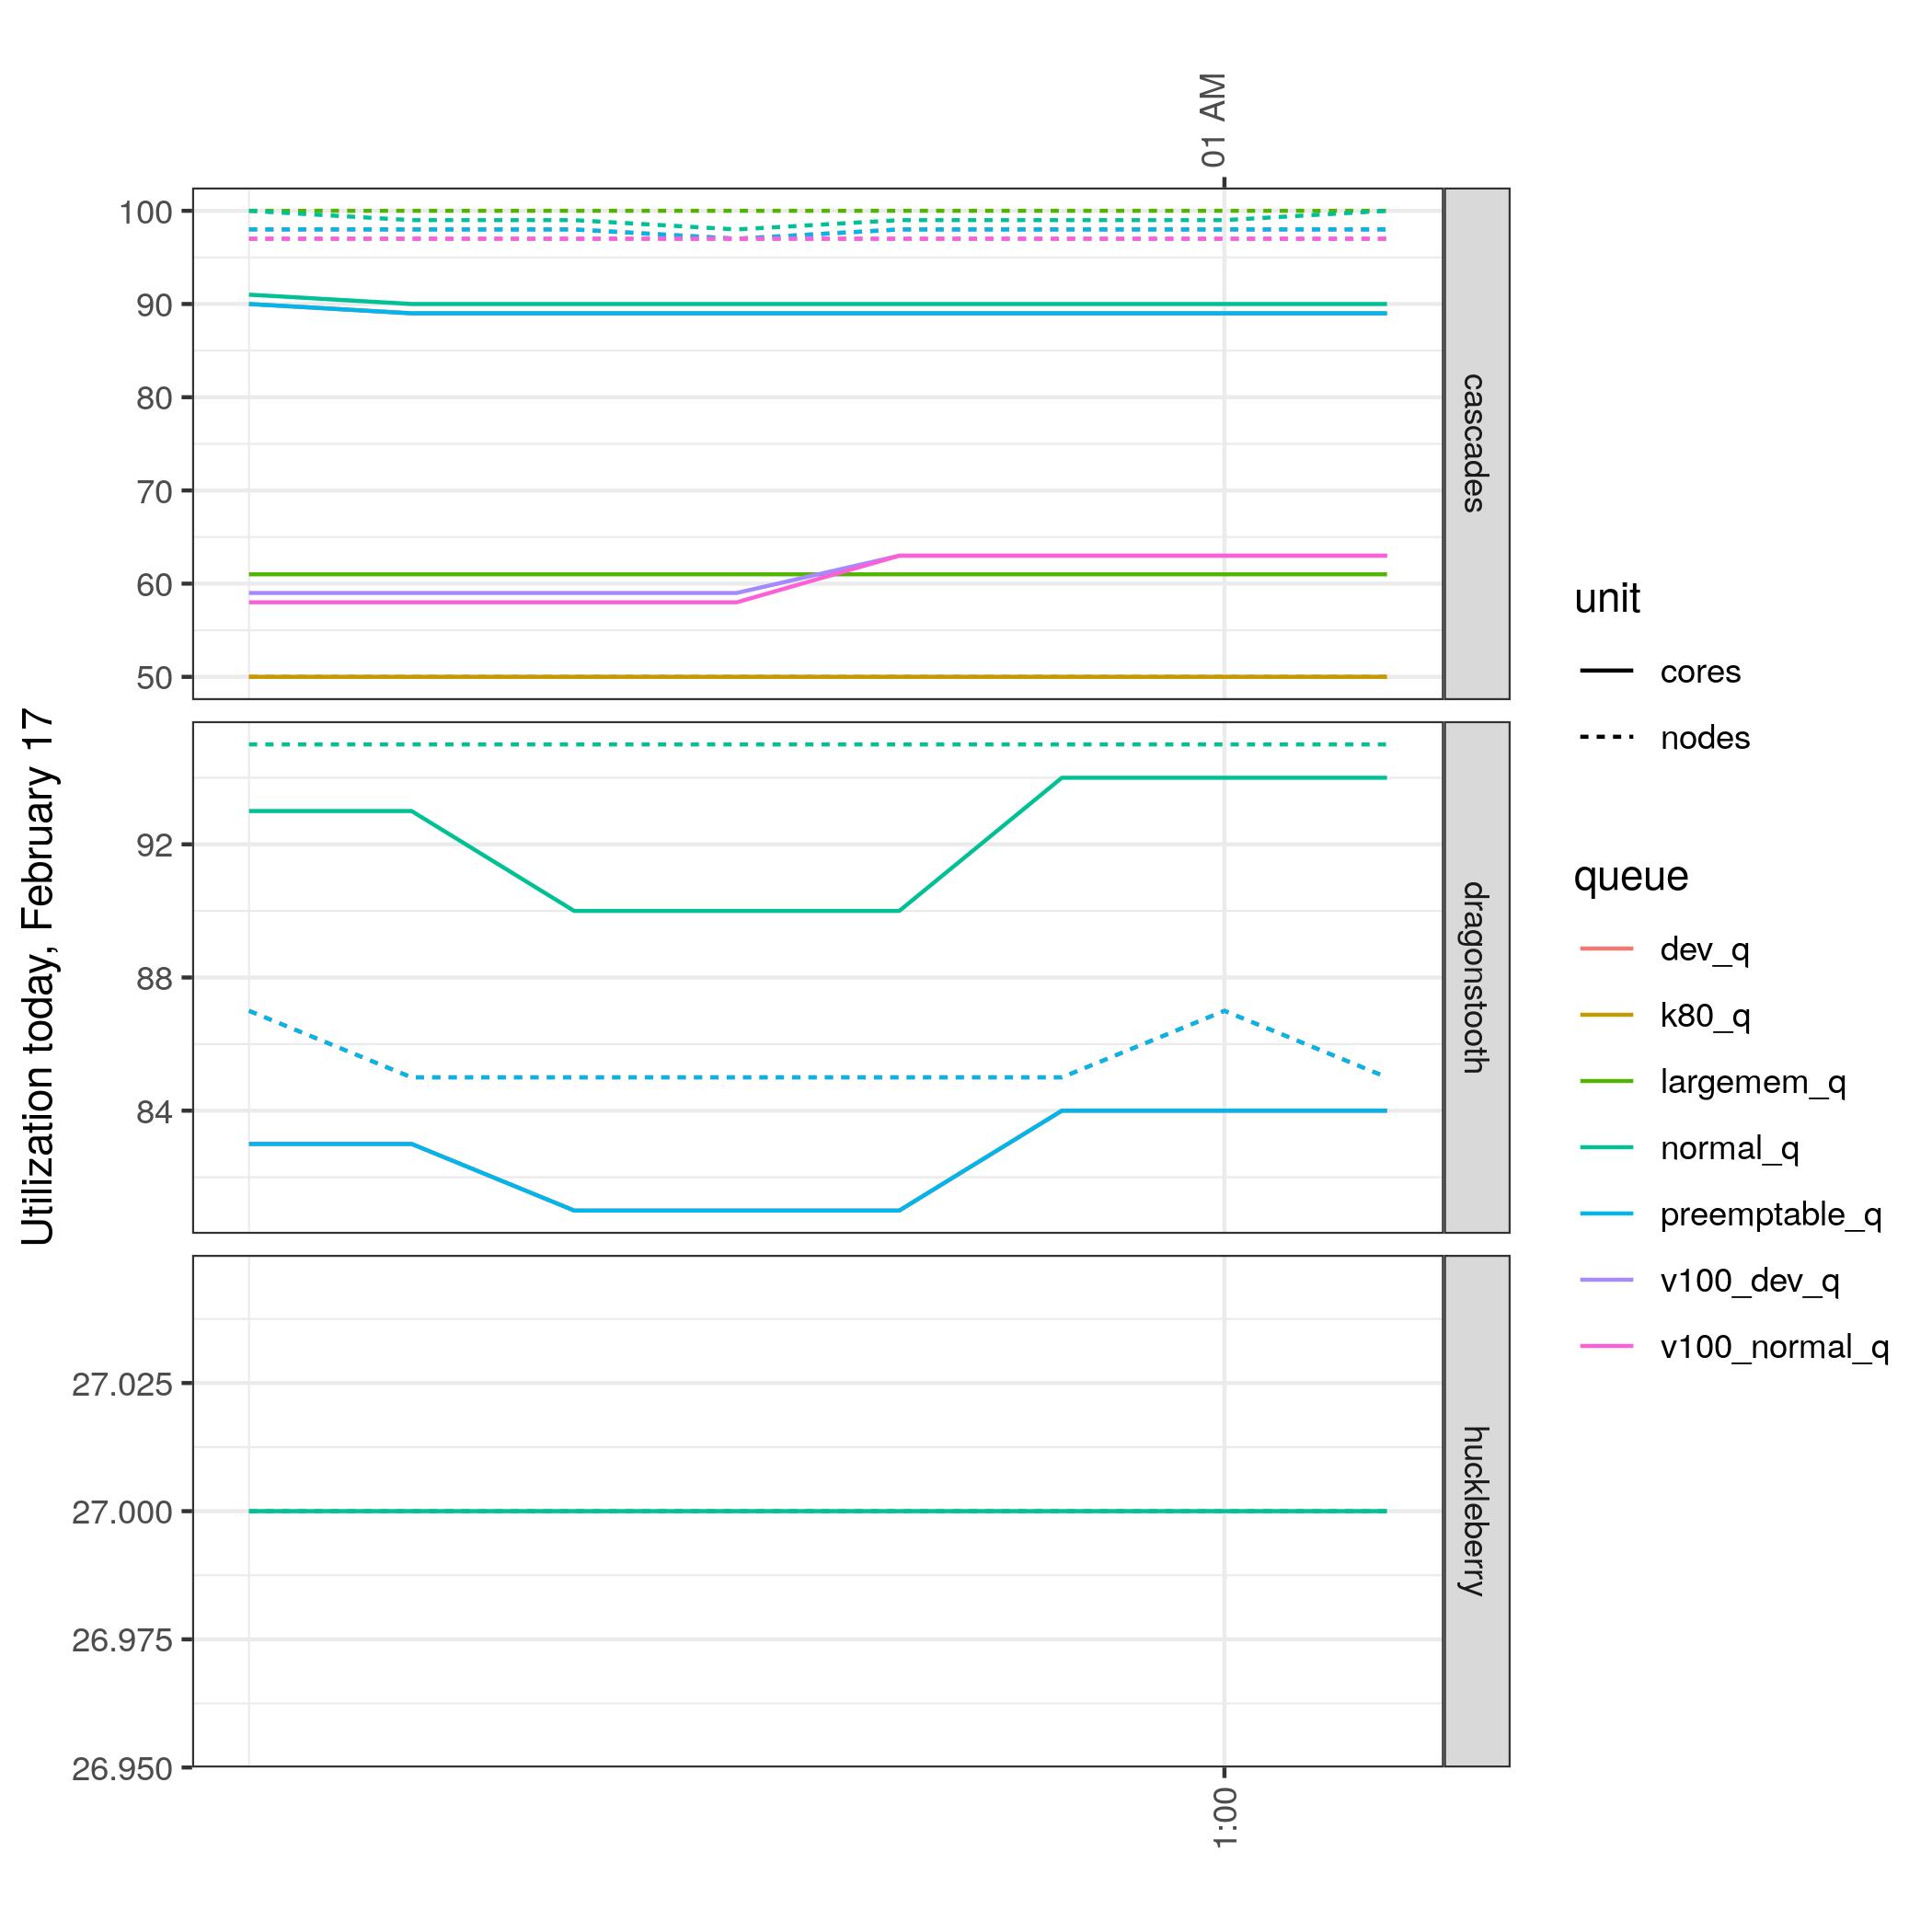 01 AM
100
90
80
70
60
50
cascades
92
88
84
dragonstooth
27.025
27.000
26.975
26.950
huckleberry
1:00
Utilization today, February 17
unit
cores
nodes
queue
dev_q
k80_q
largemem_q
normal_q
preemptable_q
v100_dev_q
v100_normal_q